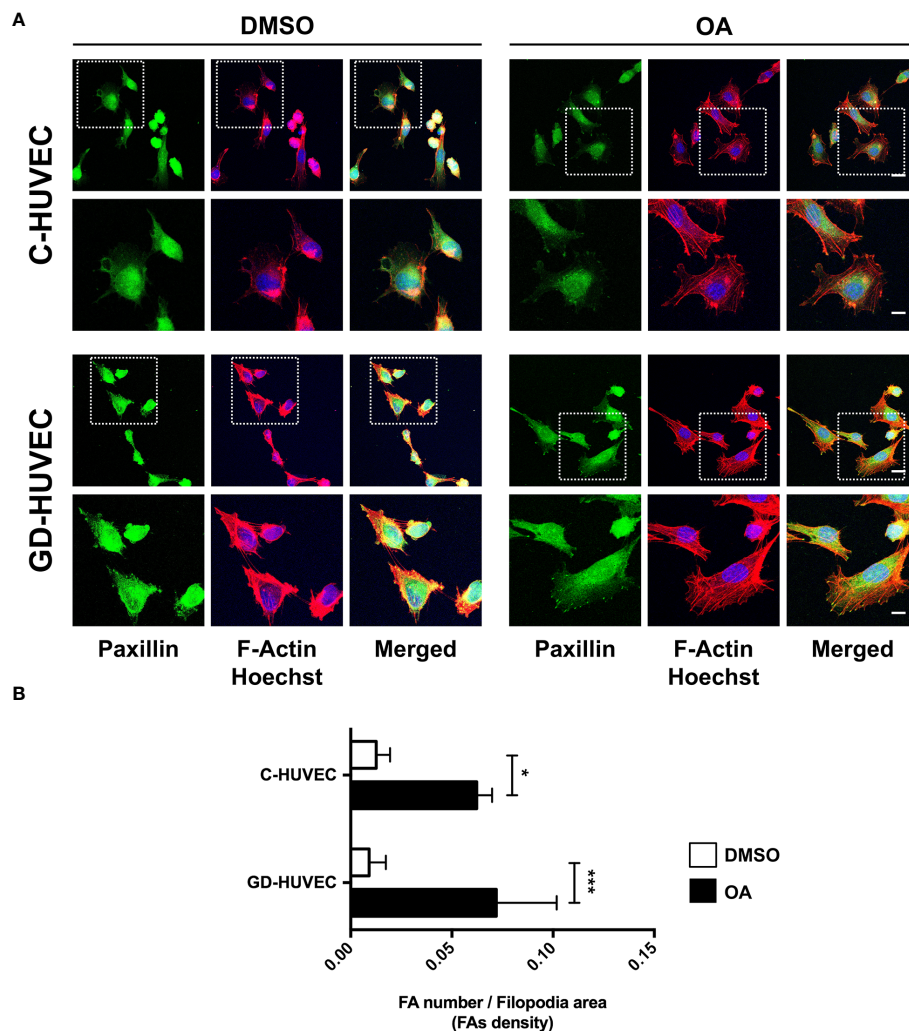 A
DMSO
OA
C-HUVEC
GD-HUVEC
Paxillin
F-Actin
Hoechst
Merged
Paxillin
F-Actin
Hoechst
Merged
B
C-HUVEC
*
GD-HUVEC
***
DMSO
OA
0.00
0.05
0.10
0.15
FA number / Filopodia area
(FAs density)